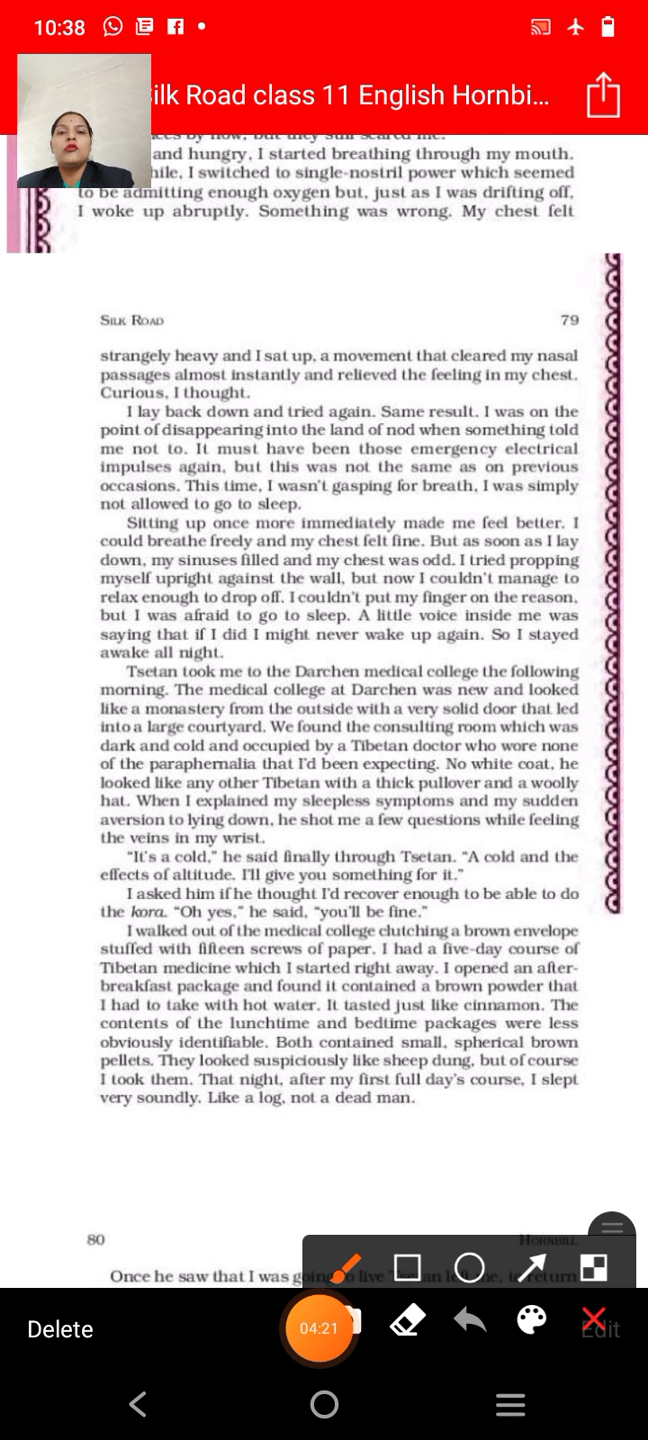 10:38
ilk Road class 11 English Hornbi...
by now, but they still scared me.
and hungry, I started breathing through my mouth.
hile, I switched to single-nostril power which seemed
to be admitting enough oxygen but, just as I was drifting off,
I woke up abruptly. Something was wrong. My chest felt
SILK ROAD 79
strangely heavy and I sat up, a movement that cleared my nasal
passages almost instantly and relieved the feeling in my chest.
Curious, I thought.
I lay back down and tried again. Same result. I was on the
point of disappearing into the land of nod when something told
me not to. It must have been those emergency electrical
impulses again, but this was not the same as on previous
occasions. This time, I wasn't gasping for breath, I was simply
not allowed to go to sleep.
Sitting up once more immediately made me feel better. I
could breathe freely and my chest felt fine. But as soon as I lay
down, my sinuses filled and my chest was odd. I tried propping
myself upright against the wall, but now I couldn't manage to
relax enough to drop off. I couldn't put my finger on the reason,
but I was afraid to go to sleep. A little voice inside me was
saying that if I did I might never wake up again. So I stayed
awake all night.
Tsetan took me to the Darchen medical college the following
morning. The medical college at Darchen was new and looked
like a monastery from the outside with a very solid door that led
into a large courtyard. We found the consulting room which was
dark and cold and occupied by a Tibetan doctor who wore none
of the paraphernalia that I'd been expecting. No white coat, he
looked like any other Tibetan with a thick pullover and a woolly
hat. When I explained my sleepless symptoms and my sudden
aversion to lying down, he shot me a few questions while feeling
the veins in my wrist.
"It's a cold," he said finally through Tsetan. "A cold and the
effects of altitude. I'll give you something for it."
I asked him if he thought I'd recover enough to be able to do
the kora. "Oh yes," he said, "you'll be fine."
I walked out of the medical college clutching a brown envelope
stuffed with fifteen screws of paper. I had a five-day course of
Tibetan medicine which I started right away. I opened an after-
breakfast package and found it contained a brown powder that
I had to take with hot water. It tasted just like cinnamon. The
contents of the lunchtime and bedtime packages were less
obviously identifiable. Both contained small, spherical brown
pellets. They looked suspiciously like sheep dung, but of course
I took them. That night, after my first full day's course, I slept
very soundly. Like a log, not a dead man.
80 HORNBILL
Once he saw that I was going to live Tsetan left me, to return
Delete 04:21 Edit